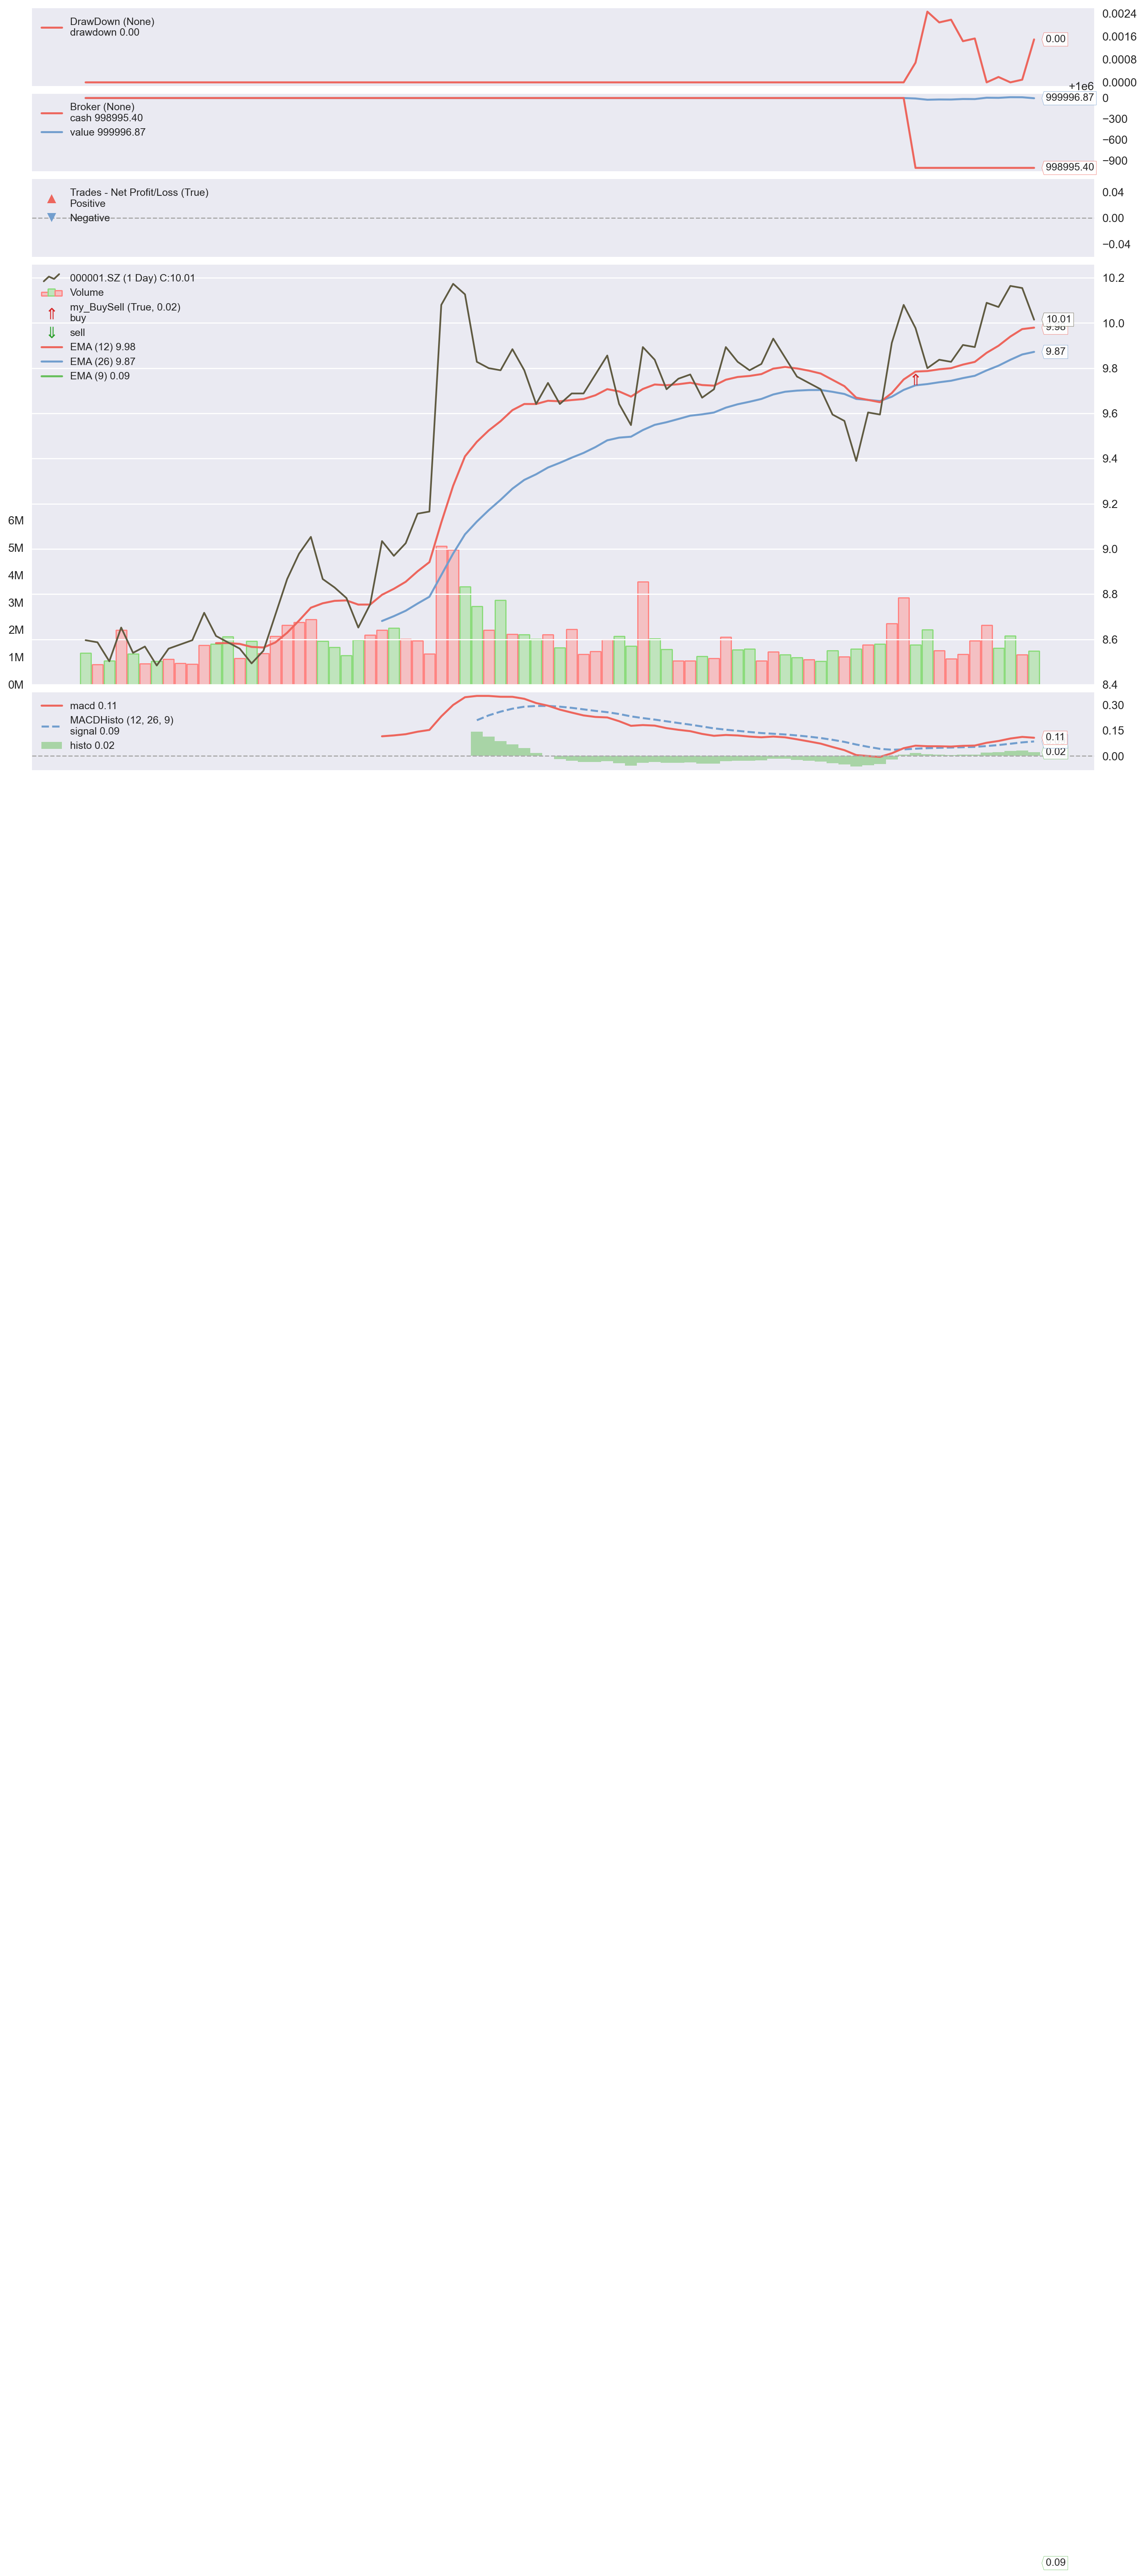 DrawDown (None)
drawdown 0.00
0.0024
0.0016
0.0008
0.0000
0.00
+1e6
Broker (None)
cash 998995.40
value 999996.87
0
−300
−600
−900
999996.87
998995.40
Trades - Net Profit/Loss (True)
Positive
Negative
0.04
0.00
−0.04
000001.SZ (1 Day) C:10.01
Volume
my_BuySell (True, 0.02)
buy
sell
EMA (12) 9.98
EMA (26) 9.87
EMA (9) 0.09
10.2
10.0
9.8
9.6
9.4
9.2
9.0
8.8
8.6
8.4
10.01
9.98
9.87
6M
5M
4M
3M
2M
1M
0M
macd 0.11
MACDHisto (12, 26, 9)
signal 0.09
histo 0.02
0.30
0.15
0.00
0.11
0.02
0.09